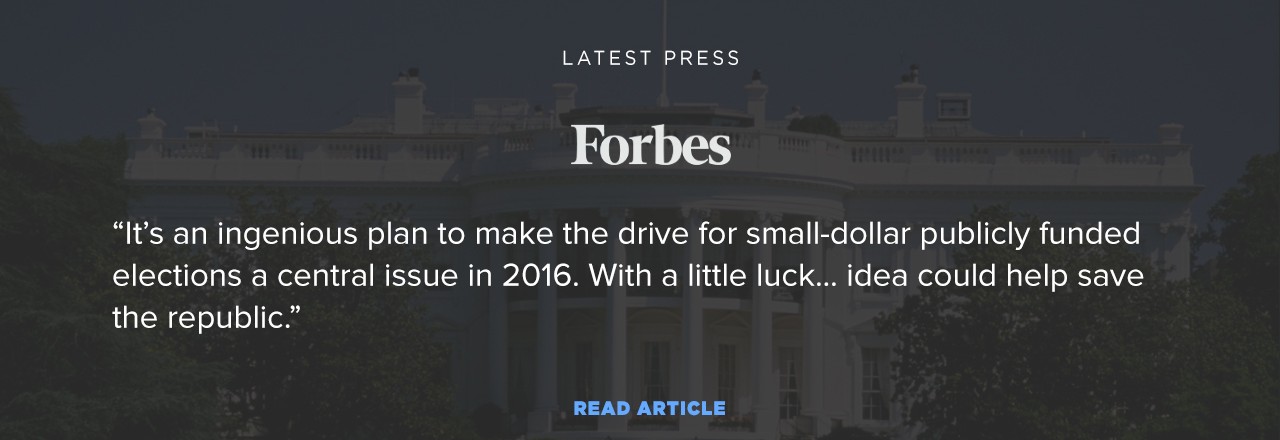 LATEST PRESS
Forbes
“It’s an ingenious plan to make the drive for small-dollar publicly funded
elections a central issue in 2016. With a little luck... idea could help save
the republic.”
READ ARTICLE